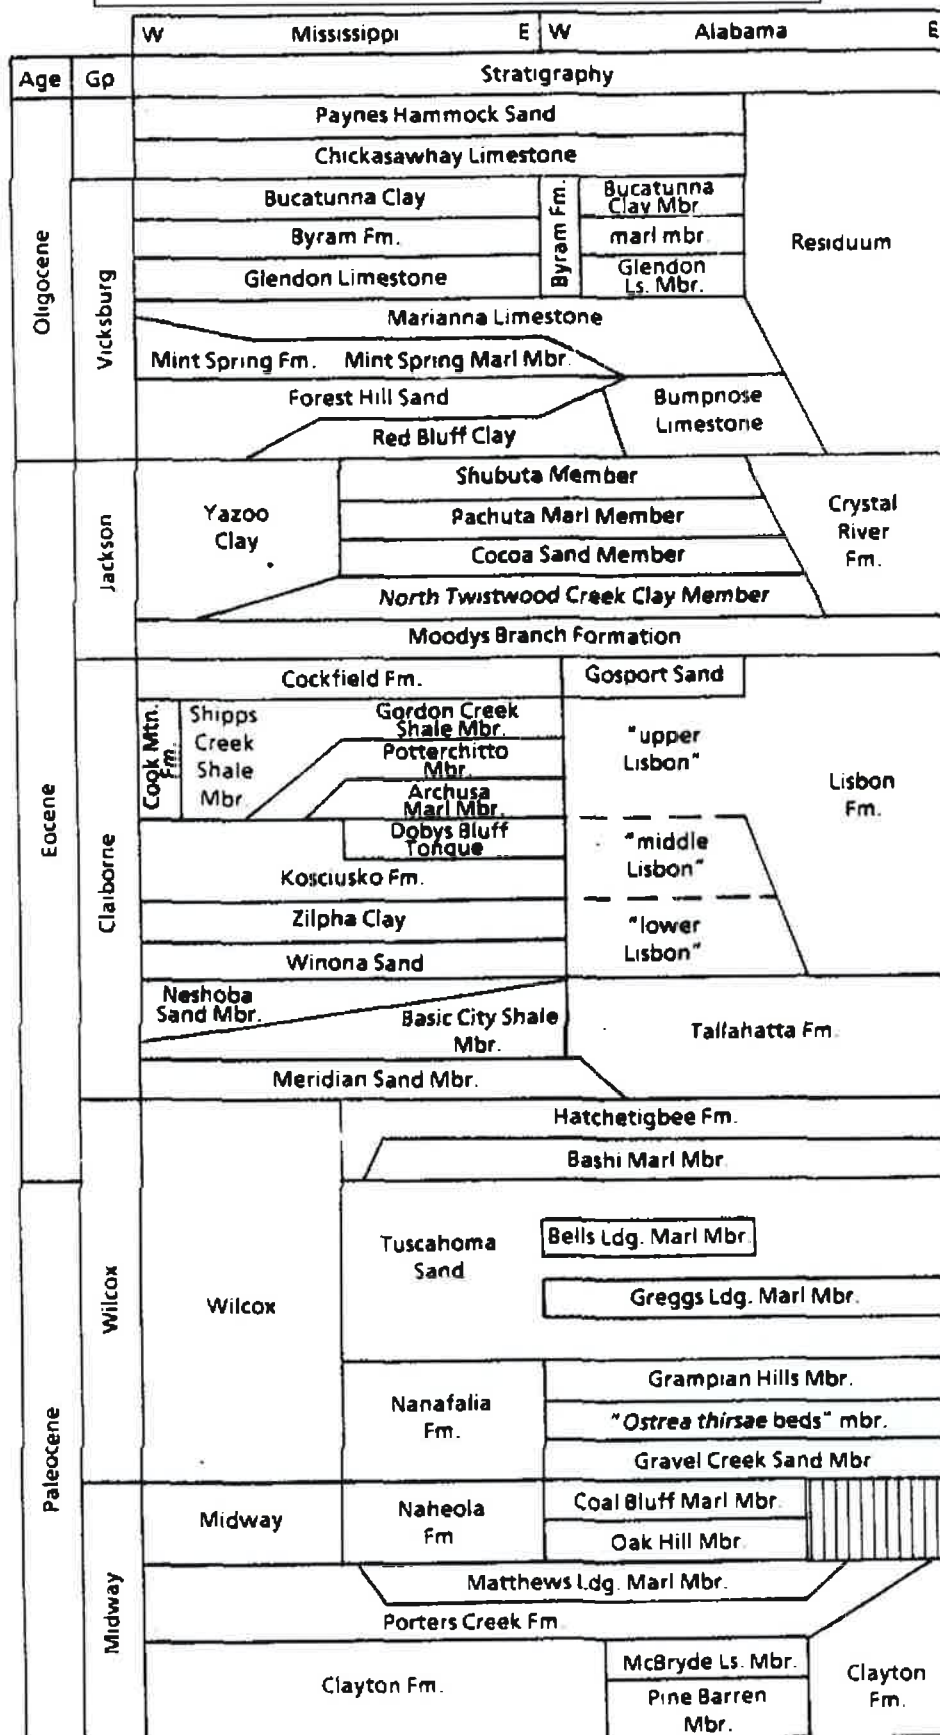 W Mississippi E W Alabama E
Age Gp Stratigraphy
Paynes Hammock Sand
Chickasawhay Limestone
Oligocene
Vicksburg
Bucatunna Clay
Byram Fm.
Glendon Limestone
Byram Fm.
Bucatunna
Clay Mbr.
marl mbr.
Glendon
Ls. Mbr.
Residuum
Marianna Limestone
Mint Spring Fm. Mint Spring Marl Mbr.
Forest Hill Sand
Red Bluff Clay
Bumpnose
Limestone
Eocene
Jackson
Yazoo
Clay
Shubuta Member
Pachuta Marl Member
Cocoa Sand Member
North Twistwood Creek Clay Member
Crystal
River
Fm.
Moodys Branch Formation
Claiborne
Cockfield Fm.
Gosport Sand
Cook Mtn.
Fm.
Shipps
Creek
Shale
Mbr.
Gordon Creek
Shale Mbr.
Potterchitto
Mbr.
Archusa
Marl Mbr.
"upper
Lisbon"
Lisbon
Fm.
Dobys Bluff
Tongue
Kosciusko Fm.
"middle
Lisbon"
Zilpha Clay
Winona Sand
"lower
Lisbon"
Neshoba
Sand Mbr.
Basic City Shale
Mbr.
Tallahatta Fm.
Meridian Sand Mbr.
Wilcox
Wilcox
Hatchetigbee Fm.
Bashi Marl Mbr.
Paleocene
Tuscahoma
Sand
Bells Ldg. Marl Mbr.
Greggs Ldg. Marl Mbr.
Nanafalia
Fm.
Grampian Hills Mbr.
"Ostrea thirsae beds" mbr.
Gravel Creek Sand Mbr
Midway
Midway
Naheola
Fm
Coal Bluff Marl Mbr.
Oak Hill Mbr.
Matthews Ldg. Marl Mbr.
Porters Creek Fm
Clayton Fm.
McBryde Ls. Mbr.
Pine Barren
Mbr.
Clayton
Fm.